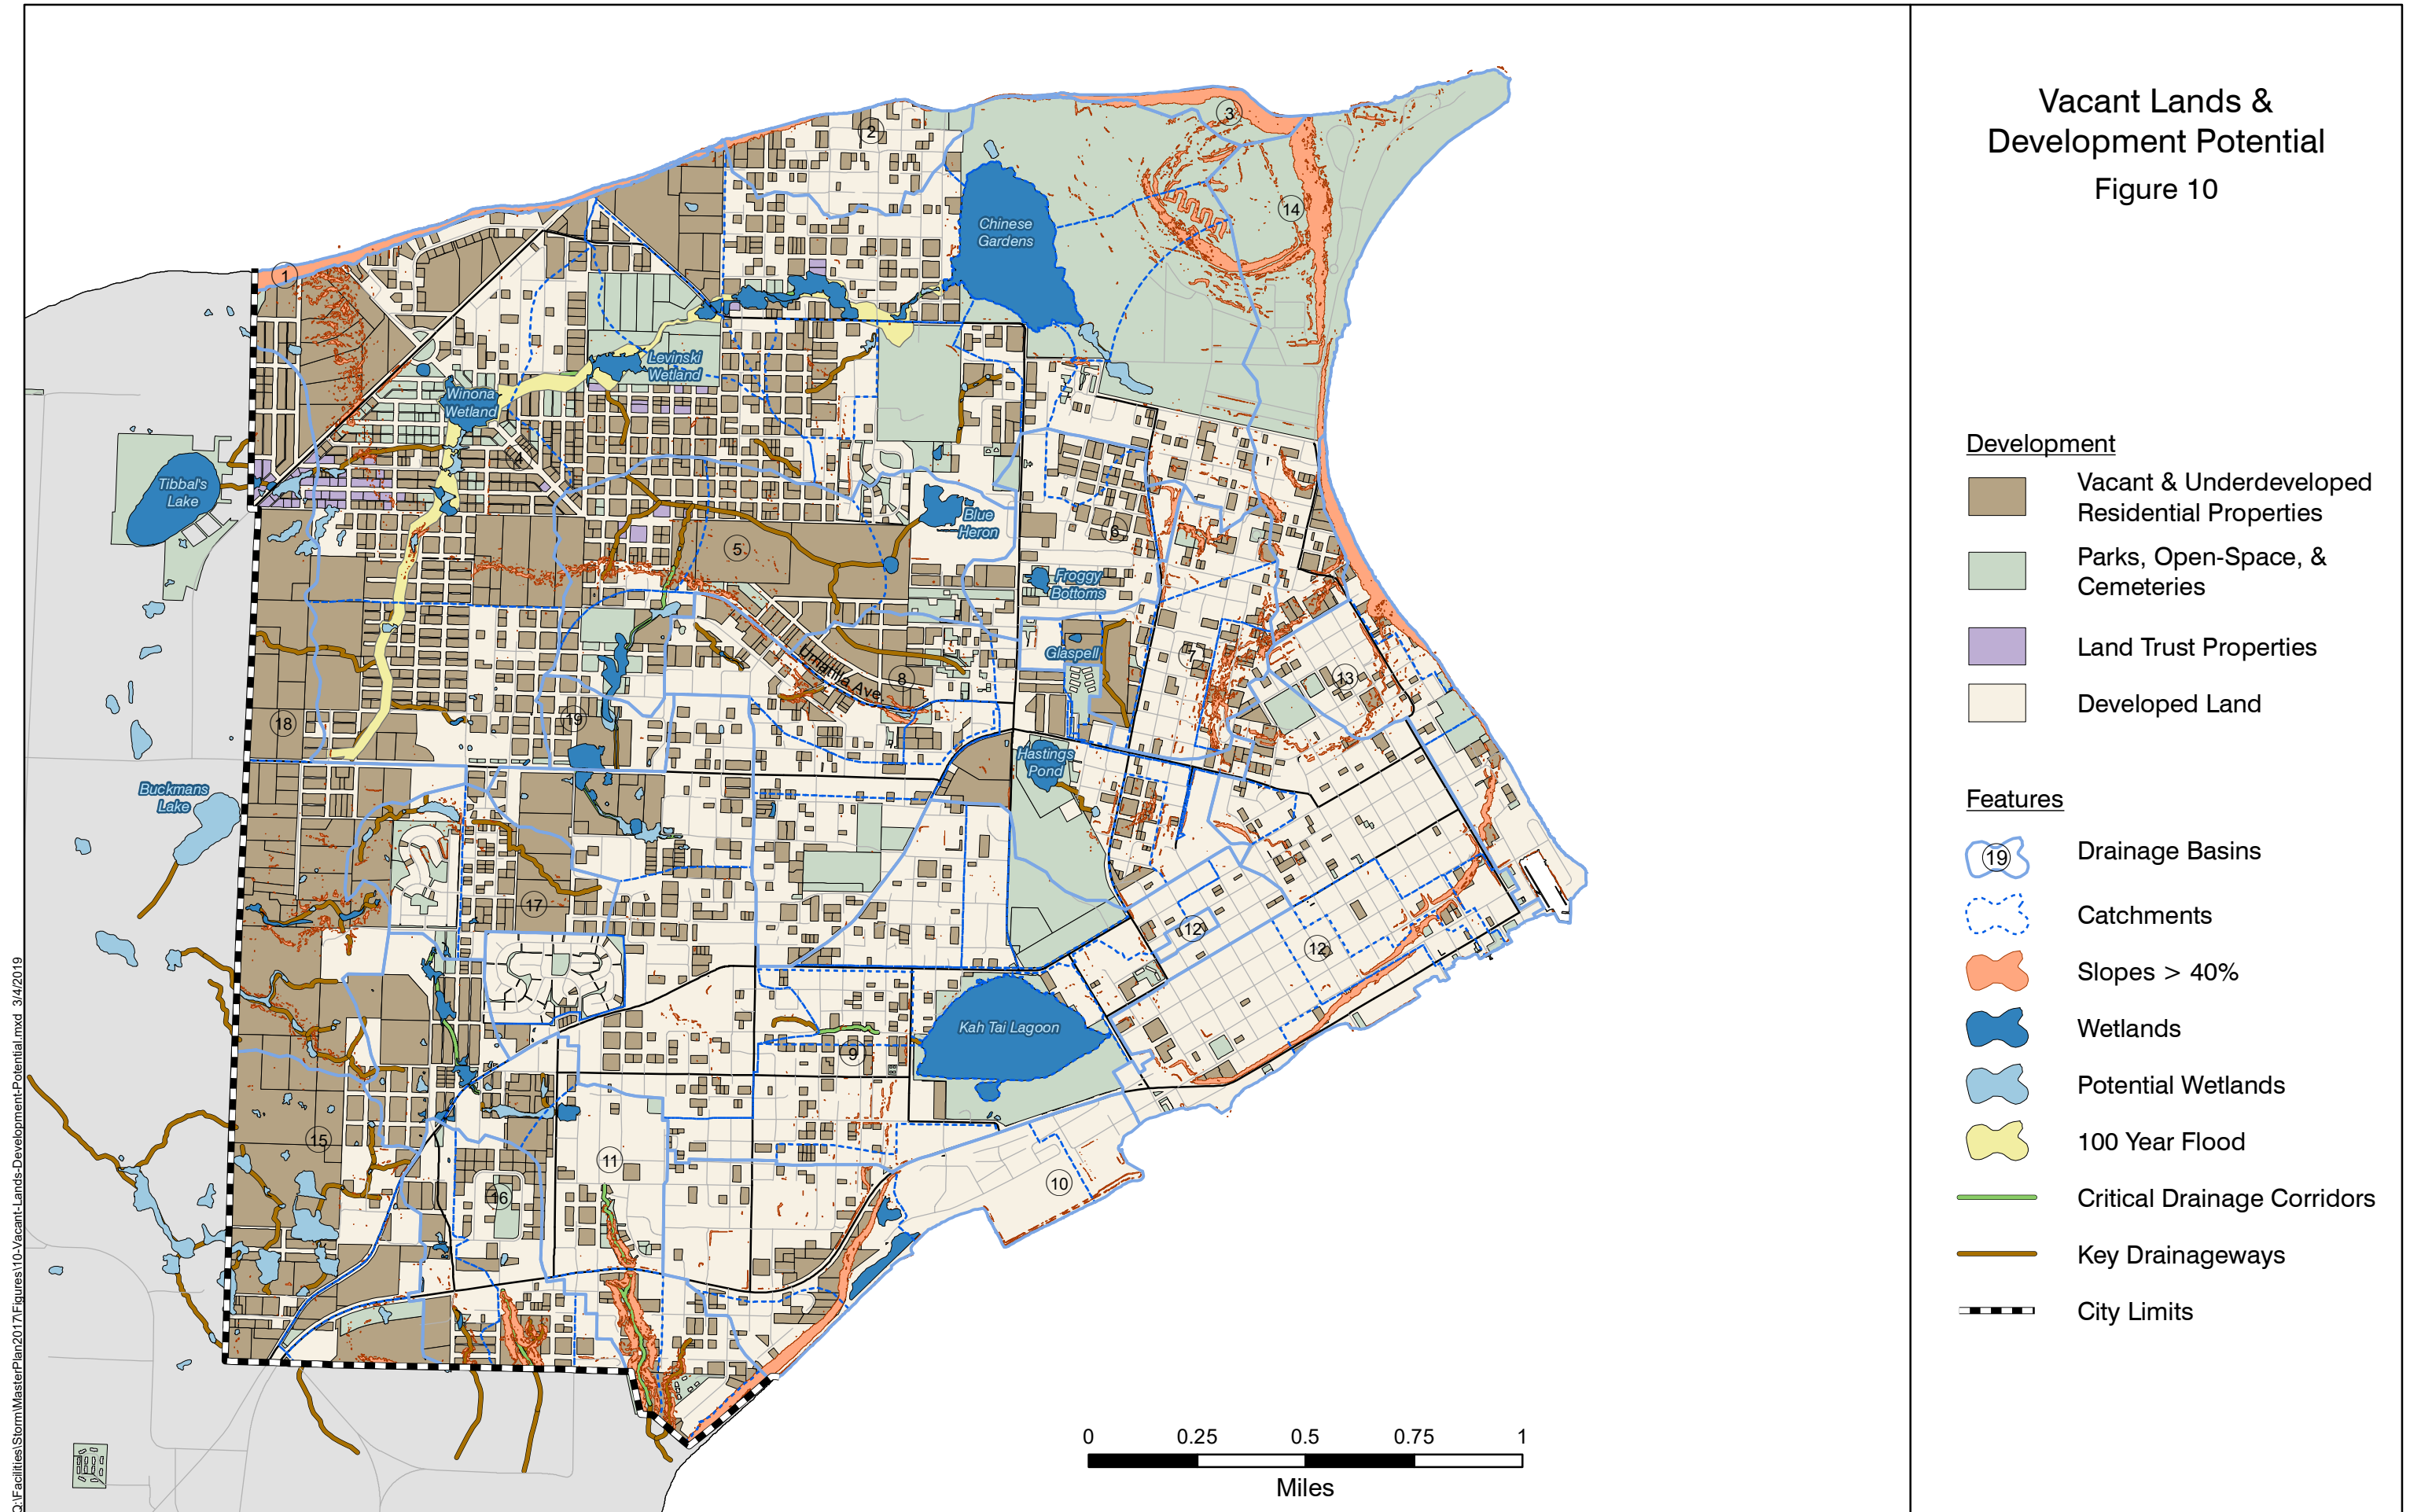 Vacant Lands &
Development Potential
Figure 10
Development
Vacant & Underdeveloped
Residential Properties
Parks, Open-Space, &
Cemeteries
Land Trust Properties
Developed Land
Features
19
Drainage Basins
Catchments
Slopes > 40%
Wetlands
Potential Wetlands
100 Year Flood
Critical Drainage Corridors
Key Drainageways
City Limits
3
2
14
Chinese
Gardens
1
Levinski
Wetland
Winona
Wetland
4
Tibbal's
Lake
Blue
Heron
6
5
Froggy
Bottoms
Glaspell
7
Umatilla Ave
8
13
18
19
Hastings
Pond
Buckmans
Lake
17
12
12
Kah Tai Lagoon
9
15
11
16
10
0 0.25 0.5 0.75 1
Miles
Q:\Facilities\Storm\MasterPlan2017\Figures\110-Vacant-Lands-Development-Potential.mxd 3/4/2019